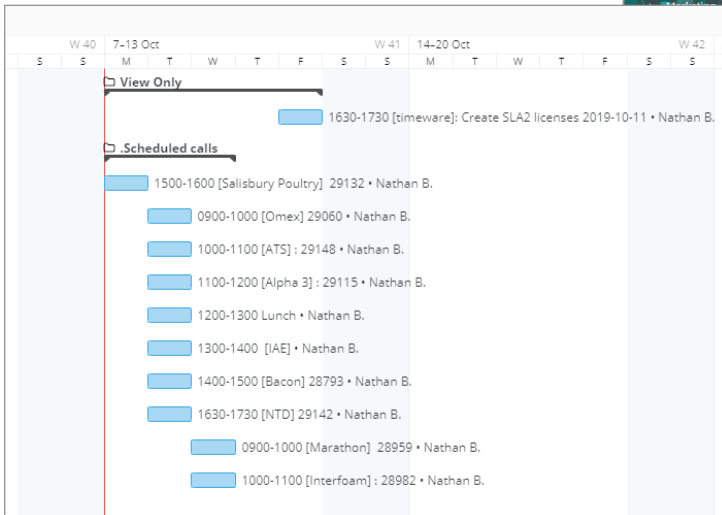 Marketing
W 40 7–13 Oct W 41 14–20 Oct W 42
S S M T W T F S S M T W T F S S
View Only
1630-1730 [timeware]: Create SLA2 licenses 2019-10-11 • Nathan B.
.Scheduled calls
1500-1600 [Salisbury Poultry] 29132 • Nathan B.
0900-1000 [Omex] 29060 • Nathan B.
1000-1100 [ATS] : 29148 • Nathan B.
1100-1200 [Alpha 3] : 29115 • Nathan B.
1200-1300 Lunch • Nathan B.
1300-1400 [IAE] • Nathan B.
1400-1500 [Bacon] 28793 • Nathan B.
1630-1730 [NTD] 29142 • Nathan B.
0900-1000 [Marathon] 28959 • Nathan B.
1000-1100 [Interfoam] : 28982 • Nathan B.